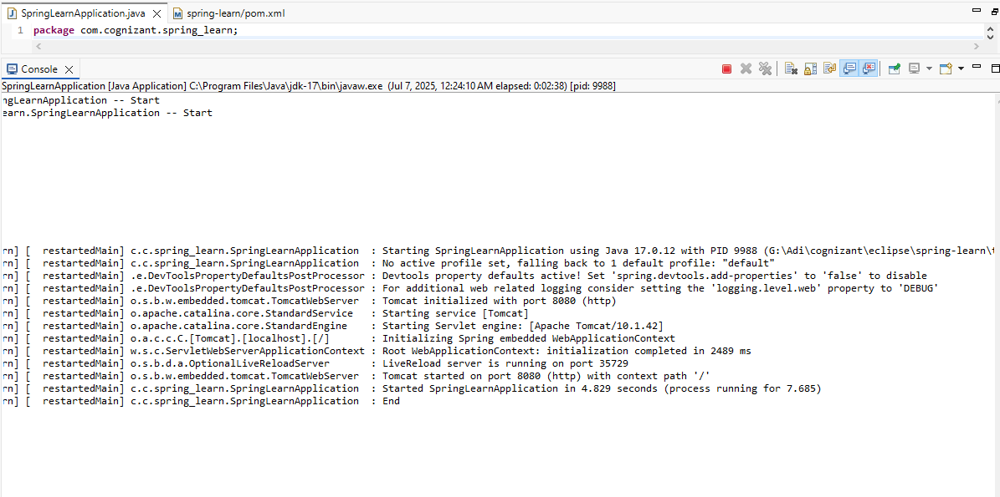 SpringLearnApplication.java spring-learn/pom.xml
1 package com.cognizant.spring_learn;
Console
SpringLearnApplication [Java Application] C:\Program Files\Java\jdk-17\bin\javaw.exe (Jul 7, 2025, 12:24:10 AM elapsed: 0:02:38) [pid: 9988]
ngLearnApplication -- Start
earn.SpringLearnApplication -- Start
rn] [ restartedMain] c.c.spring_learn.SpringLearnApplication : Starting SpringLearnApplication using Java 17.0.12 with PID 9988 (G:\Adi\cognizant\eclipse\spring-learn\t
rn] [ restartedMain] c.c.spring_learn.SpringLearnApplication : No active profile set, falling back to 1 default profile: "default"
rn] [ restartedMain] .e.DevToolsPropertyDefaultsPostProcessor : Devtools property defaults active! Set 'spring.devtools.add-properties' to 'false' to disable
rn] [ restartedMain] .e.DevToolsPropertyDefaultsPostProcessor : For additional web related logging consider setting the 'logging.level.web' property to 'DEBUG'
rn] [ restartedMain] o.s.b.w.embedded.tomcat.TomcatWebServer : Tomcat initialized with port 8080 (http)
rn] [ restartedMain] o.apache.catalina.core.StandardService : Starting service [Tomcat]
rn] [ restartedMain] o.apache.catalina.core.StandardEngine : Starting Servlet engine: [Apache Tomcat/10.1.42]
rn] [ restartedMain] o.a.c.c.C.[Tomcat].[localhost].[/] : Initializing Spring embedded WebApplicationContext
rn] [ restartedMain] w.s.c.ServletWebServerApplicationContext : Root WebApplicationContext: initialization completed in 2489 ms
rn] [ restartedMain] o.s.b.d.a.OptionalLiveReloadServer : LiveReload server is running on port 35729
rn] [ restartedMain] o.s.b.w.embedded.tomcat.TomcatWebServer : Tomcat started on port 8080 (http) with context path '/'
rn] [ restartedMain] c.c.spring_learn.SpringLearnApplication : Started SpringLearnApplication in 4.829 seconds (process running for 7.685)
rn] [ restartedMain] c.c.spring_learn.SpringLearnApplication : End